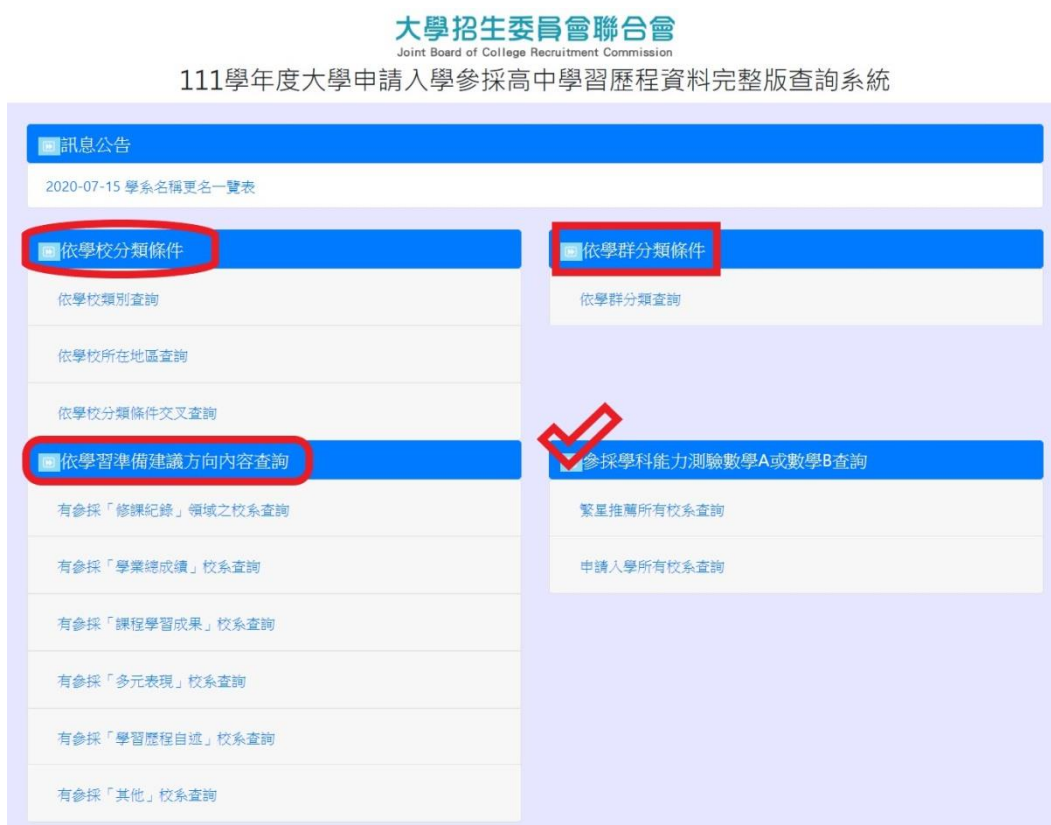 大學招生委員會聯合會
Joint Board of College Recruitment Commission
111學年度大學申請入學參採高中學習歷程資料完整版查詢系統
訊息公告
2020-07-15 學系名稱更名一覽表
依學校分類條件
依學校類別查詢
依學校所在地區查詢
依學校分類條件交叉查詢
依學群分類條件
依學群分類查詢
依學習準備建議方向內容查詢
有參採「修課紀錄」領域之校系查詢
有參採「學業總成績」校系查詢
有參採「課程學習成果」校系查詢
有參採「多元表現」校系查詢
有參採「學習歷程自述」校系查詢
有參採「其他」校系查詢
參採學科能力測驗數學A或數學B查詢
繁星推薦所有校系查詢
申請入學所有校系查詢